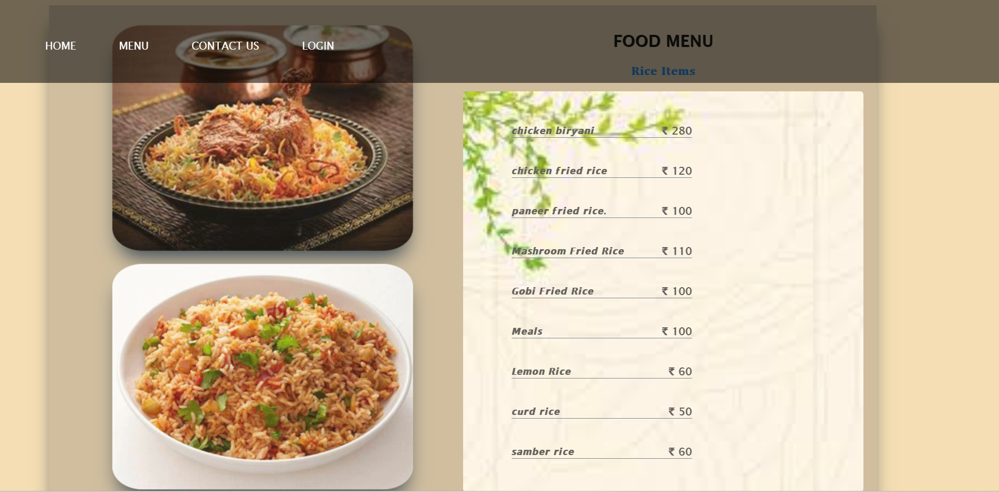 HOME MENU CONTACT US LOGIN
FOOD MENU
Rice Items
chicken biryani ₹ 280
chicken fried rice ₹ 120
paneer fried rice. ₹ 100
Mashroom Fried Rice ₹ 110
Gobi Fried Rice ₹ 100
Meals ₹ 100
Lemon Rice ₹ 60
curd rice ₹ 50
samber rice ₹ 60